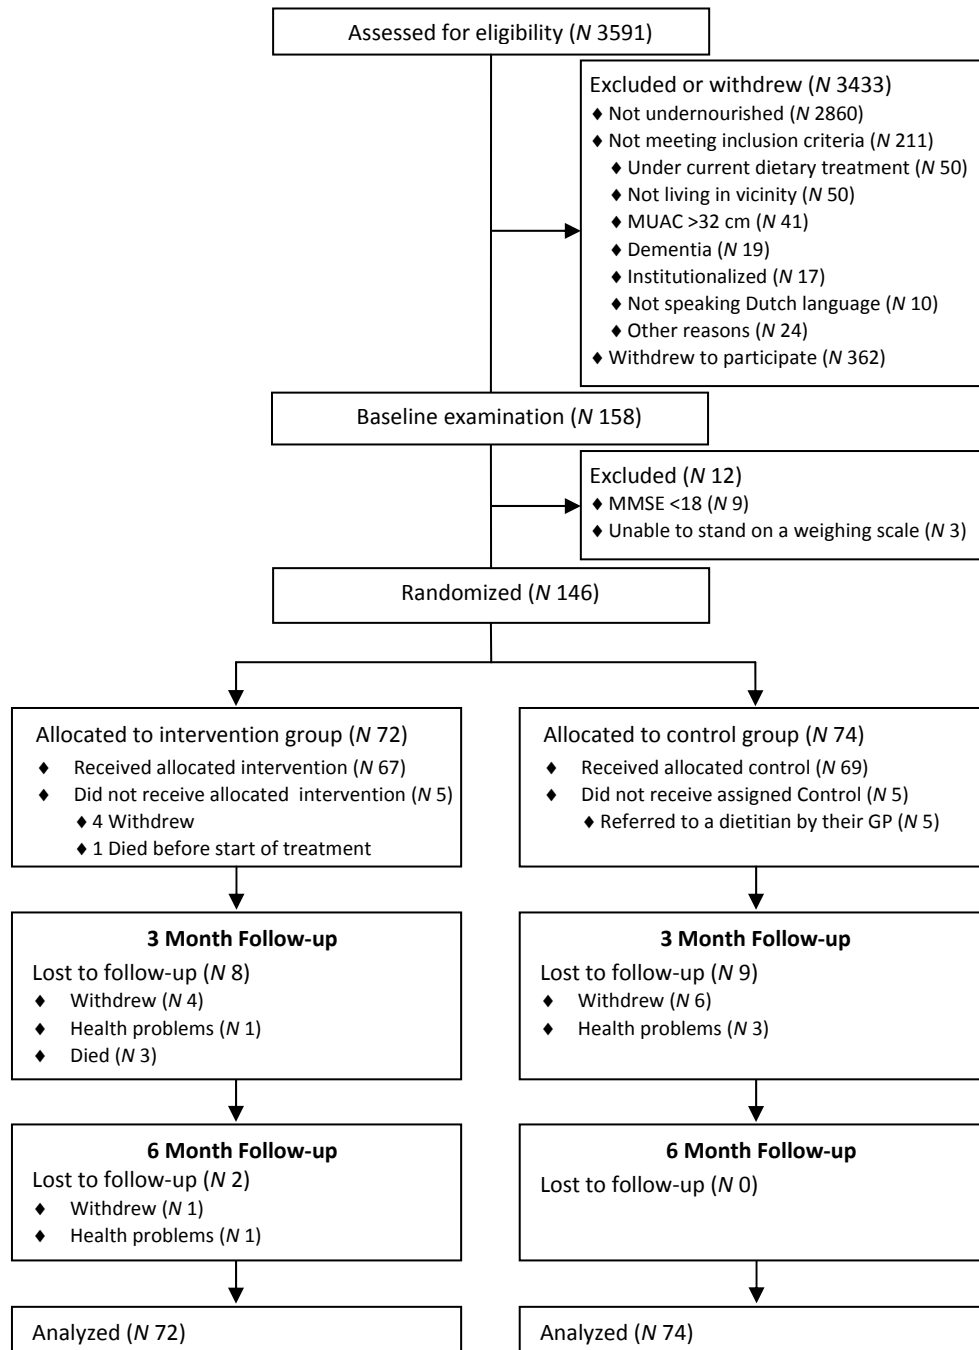 Assessed for eligibility (N 3591)
Excluded or withdrew (N 3433)
♦ Not undernourished (N 2860)
♦ Not meeting inclusion criteria (N 211)
♦ Under current dietary treatment (N 50)
♦ Not living in vicinity (N 50)
♦ MUAC >32 cm (N 41)
♦ Dementia (N 19)
♦ Institutionalized (N 17)
♦ Not speaking Dutch language (N 10)
♦ Other reasons (N 24)
♦ Withdrew to participate (N 362)
Baseline examination (N 158)
Excluded (N 12)
♦ MMSE <18 (N 9)
♦ Unable to stand on a weighing scale (N 3)
Randomized (N 146)
Allocated to intervention group (N 72)
♦ Received allocated intervention (N 67)
♦ Did not receive allocated intervention (N 5)
♦ 4 Withdrew
♦ 1 Died before start of treatment
Allocated to control group (N 74)
♦ Received allocated control (N 69)
♦ Did not receive assigned Control (N 5)
♦ Referred to a dietitian by their GP (N 5)
3 Month Follow-up
Lost to follow-up (N 8)
♦ Withdrew (N 4)
♦ Health problems (N 1)
♦ Died (N 3)
3 Month Follow-up
Lost to follow-up (N 9)
♦ Withdrew (N 6)
♦ Health problems (N 3)
6 Month Follow-up
Lost to follow-up (N 2)
♦ Withdrew (N 1)
♦ Health problems (N 1)
6 Month Follow-up
Lost to follow-up (N 0)
Analyzed (N 72)
Analyzed (N 74)